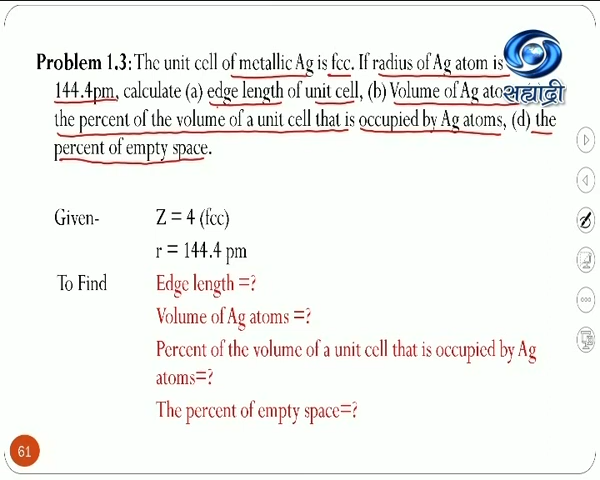 Problem 1.3: The unit cell of metallic Ag is fcc. If radius of Ag atom is
144.4pm, calculate (a) edge length of unit cell, (b) Volume of Ag ato
सह्याद्री
the percent of the volume of a unit cell that is occupied by Ag atoms, (d) the
percent of empty space.
Given- Z = 4 (fcc)
r = 144.4 pm
To Find Edge length =?
Volume of Ag atoms =?
Percent of the volume of a unit cell that is occupied by Ag
atoms=?
The percent of empty space=?
61